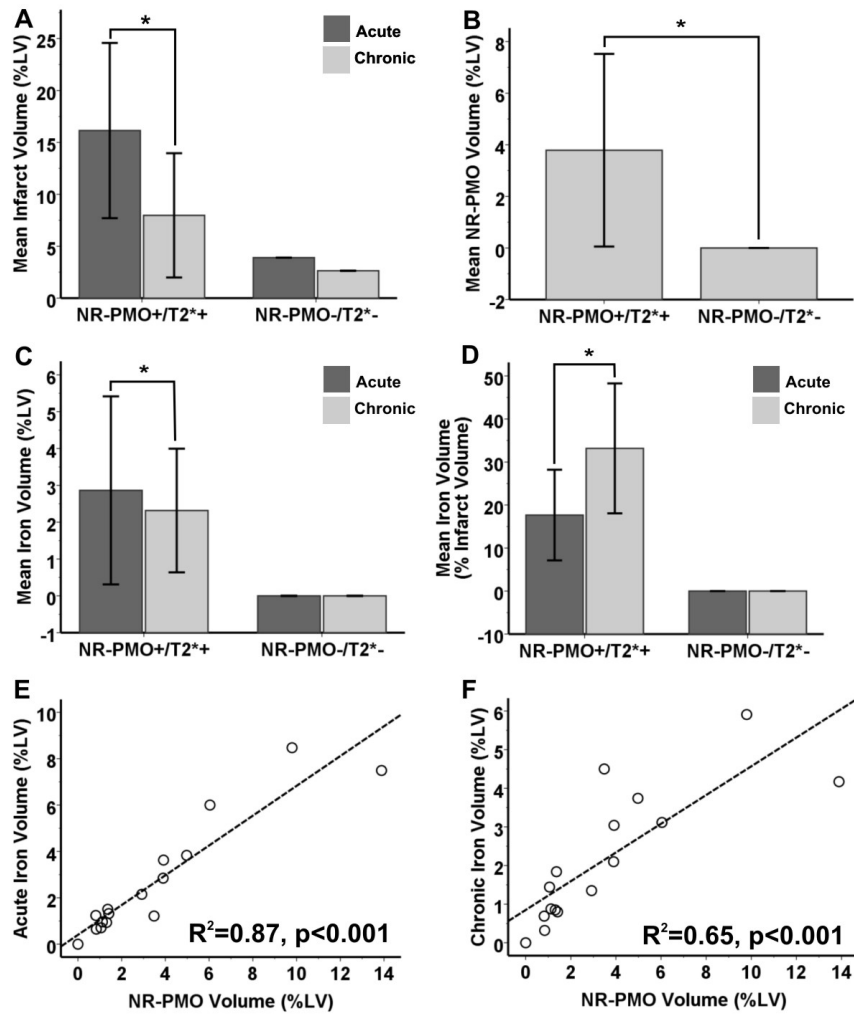 A
Mean Infarct Volume (%LV)
25
20
15
10
5
0
*
Acute
Chronic
NR-PMO+/T2*+
NR-PMO-/T2*-
B
Mean NR-PMO Volume (%LV)
8
6
4
2
0
-2
*
NR-PMO+/T2*+
NR-PMO-/T2*-
C
Mean Iron Volume (%LV)
6
5
4
3
2
1
0
-1
*
Acute
Chronic
NR-PMO+/T2*+
NR-PMO-/T2*-
D
Mean Iron Volume
(% Infarct Volume)
50
40
30
20
10
0
-10
*
Acute
Chronic
NR-PMO+/T2*+
NR-PMO-/T2*-
E
Acute Iron Volume (%LV)
10
8
6
4
2
0
R²=0.87, p<0.001
0 2 4 6 8 10 12 14
NR-PMO Volume (%LV)
F
Chronic Iron Volume (%LV)
6
5
4
3
2
1
0
R²=0.65, p<0.001
0 2 4 6 8 10 12 14
NR-PMO Volume (%LV)